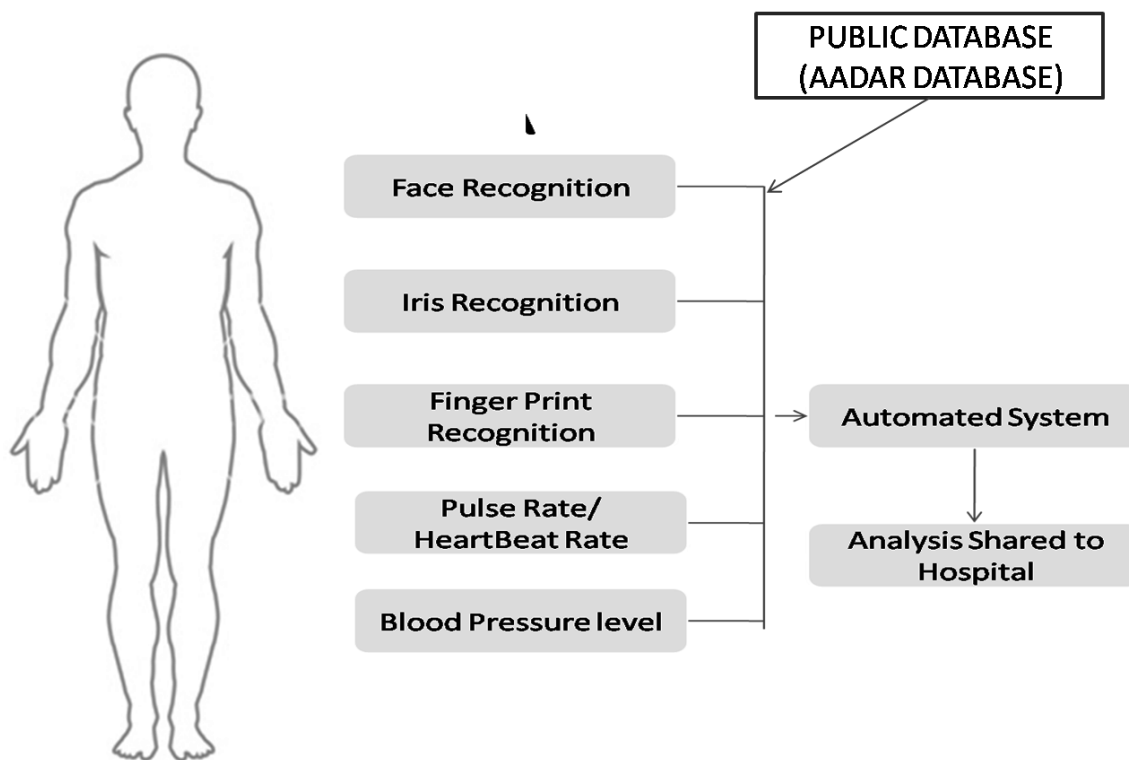 PUBLIC DATABASE
(AADAR DATABASE)
Face Recognition
Iris Recognition
Finger Print
Recognition
Automated System
Pulse Rate/
HeartBeat Rate
Analysis Shared to
Hospital
Blood Pressure level